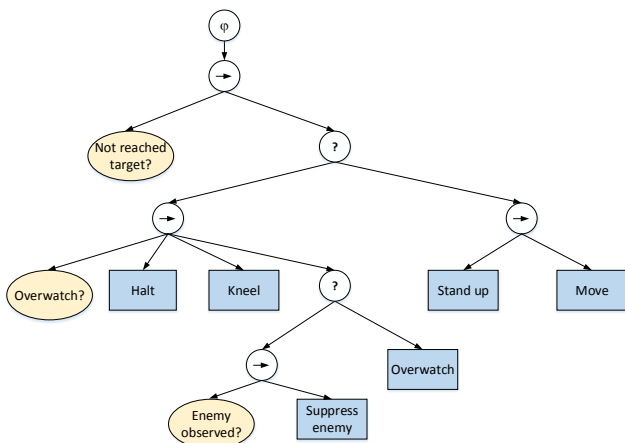 φ
→
Not reached
target?
?
→
→
Overwatch?
Halt
Kneel
?
Stand up
Move
→
Overwatch
Enemy
observed?
Suppress
enemy